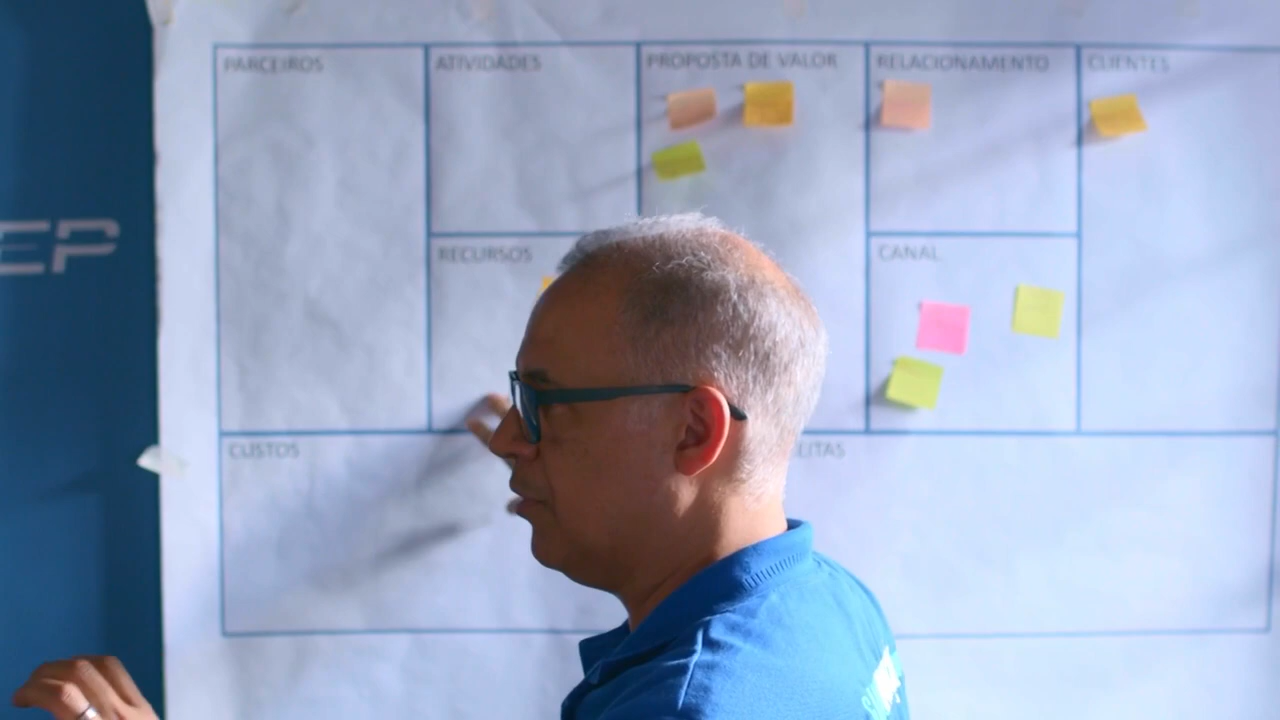 PARCEIROS
ATIVIDADES
PROPOSTA DE VALOR
RELACIONAMENTO
CLIENTES
EP
RECURSOS
CANAL
CUSTOS
EITAS